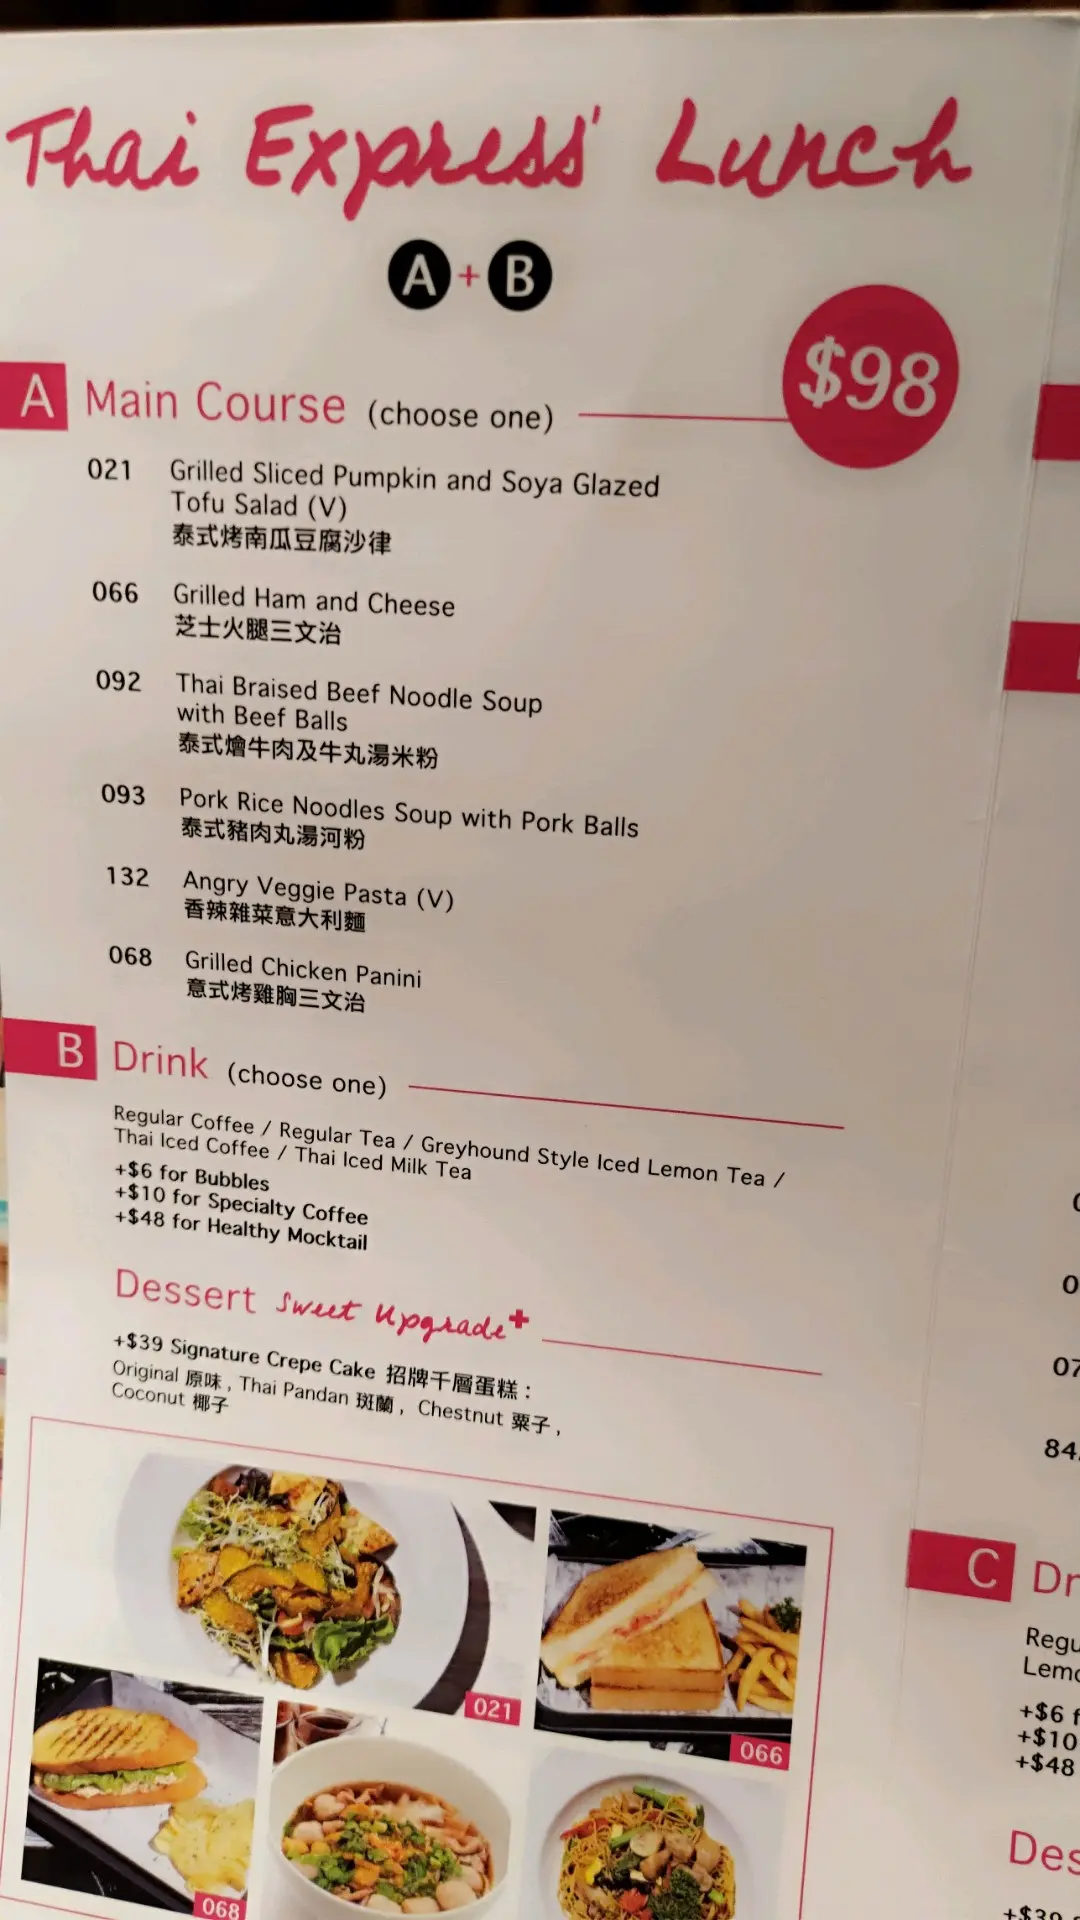 Thai Express' Lunch
A + B
$98
A Main Course (choose one)
021 Grilled Sliced Pumpkin and Soya Glazed
Tofu Salad (V)
泰式烤南瓜豆腐沙律
066 Grilled Ham and Cheese
芝士火腿三文治
092 Thai Braised Beef Noodle Soup
with Beef Balls
泰式燴牛肉及牛丸湯米粉
093 Pork Rice Noodles Soup with Pork Balls
泰式豬肉丸湯河粉
132 Angry Veggie Pasta (V)
香辣雜菜意大利麵
068 Grilled Chicken Panini
意式烤雞胸三文治
B Drink (choose one)
Regular Coffee / Regular Tea / Greyhound Style Iced Lemon Tea /
Thai Iced Coffee / Thai Iced Milk Tea
+$6 for Bubbles
+$10 for Specialty Coffee
+$48 for Healthy Mocktail
Dessert Sweet Upgrade+
+$39 Signature Crepe Cake 招牌千層蛋糕：
Original 原味 , Thai Pandan 斑蘭 , Chestnut 粟子 ,
Coconut 椰子
021
066
068
C
+$6
+$10
+$48
+$39